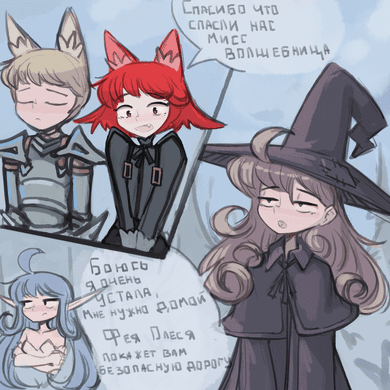 Спасибо что
спасли нас
мисс
волшебница
Боюсь
я очень
устала,
мне нужно домой
Фея Олеся
покажет вам
безопасную дорогу